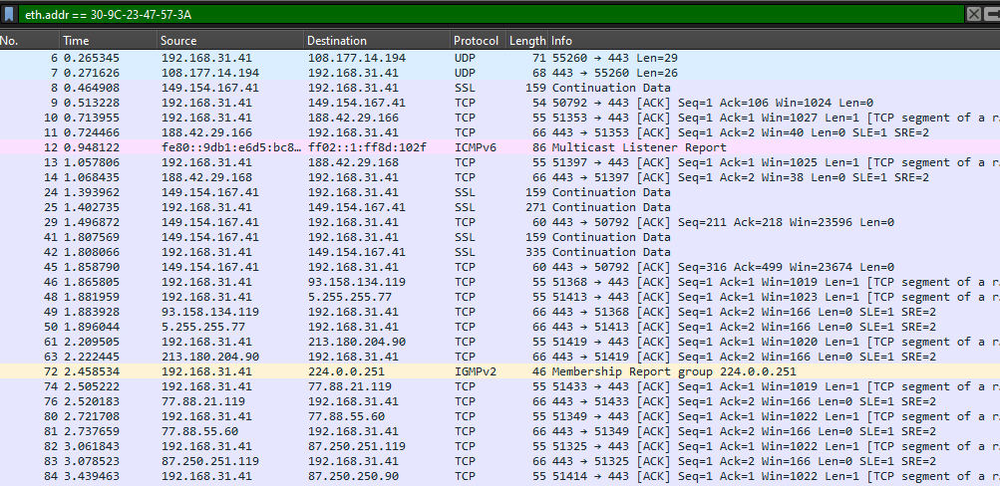 eth.addr == 30-9C-23-47-57-3A
No. Time Source Destination Protocol Length Info
6 0.265345 192.168.31.41 108.177.14.194 UDP 71 55260 → 443 Len=29
7 0.271626 108.177.14.194 192.168.31.41 UDP 68 443 → 55260 Len=26
8 0.464908 149.154.167.41 192.168.31.41 SSL 159 Continuation Data
9 0.513228 192.168.31.41 149.154.167.41 TCP 54 50792 → 443 [ACK] Seq=1 Ack=106 Win=1024 Len=0
10 0.713955 192.168.31.41 188.42.29.166 TCP 55 51353 → 443 [ACK] Seq=1 Ack=1 Win=1027 Len=1 [TCP segment of a r.
11 0.724466 188.42.29.166 192.168.31.41 TCP 66 443 → 51353 [ACK] Seq=1 Ack=2 Win=40 Len=0 SLE=1 SRE=2
12 0.948122 fe80::9db1:e6d5:bc8… ff02::1:ff8d:102f ICMPv6 86 Multicast Listener Report
13 1.057806 192.168.31.41 188.42.29.168 TCP 55 51397 → 443 [ACK] Seq=1 Ack=1 Win=1025 Len=1 [TCP segment of a r.
14 1.068435 188.42.29.168 192.168.31.41 TCP 66 443 → 51397 [ACK] Seq=1 Ack=2 Win=38 Len=0 SLE=1 SRE=2
24 1.393962 149.154.167.41 192.168.31.41 SSL 159 Continuation Data
25 1.402735 192.168.31.41 149.154.167.41 SSL 271 Continuation Data
29 1.496872 149.154.167.41 192.168.31.41 TCP 60 443 → 50792 [ACK] Seq=211 Ack=218 Win=23596 Len=0
41 1.807569 149.154.167.41 192.168.31.41 SSL 159 Continuation Data
42 1.808066 192.168.31.41 149.154.167.41 SSL 335 Continuation Data
45 1.858790 149.154.167.41 192.168.31.41 TCP 60 443 → 50792 [ACK] Seq=316 Ack=499 Win=23674 Len=0
46 1.865805 192.168.31.41 93.158.134.119 TCP 55 51368 → 443 [ACK] Seq=1 Ack=1 Win=1019 Len=1 [TCP segment of a r.
48 1.881959 192.168.31.41 5.255.255.77 TCP 55 51413 → 443 [ACK] Seq=1 Ack=1 Win=1023 Len=1 [TCP segment of a r.
49 1.883928 93.158.134.119 192.168.31.41 TCP 66 443 → 51368 [ACK] Seq=1 Ack=2 Win=166 Len=0 SLE=1 SRE=2
50 1.896044 5.255.255.77 192.168.31.41 TCP 66 443 → 51413 [ACK] Seq=1 Ack=2 Win=166 Len=0 SLE=1 SRE=2
61 2.209505 192.168.31.41 213.180.204.90 TCP 55 51419 → 443 [ACK] Seq=1 Ack=1 Win=1020 Len=1 [TCP segment of a r.
63 2.222445 213.180.204.90 192.168.31.41 TCP 66 443 → 51419 [ACK] Seq=1 Ack=2 Win=166 Len=0 SLE=1 SRE=2
72 2.458534 192.168.31.41 224.0.0.251 IGMPv2 46 Membership Report group 224.0.0.251
74 2.505222 192.168.31.41 77.88.21.119 TCP 55 51433 → 443 [ACK] Seq=1 Ack=1 Win=1019 Len=1 [TCP segment of a r.
76 2.520183 77.88.21.119 192.168.31.41 TCP 66 443 → 51433 [ACK] Seq=1 Ack=2 Win=166 Len=0 SLE=1 SRE=2
80 2.721708 192.168.31.41 77.88.55.60 TCP 55 51349 → 443 [ACK] Seq=1 Ack=1 Win=1022 Len=1 [TCP segment of a r.
81 2.737659 77.88.55.60 192.168.31.41 TCP 66 443 → 51349 [ACK] Seq=1 Ack=2 Win=166 Len=0 SLE=1 SRE=2
82 3.061843 192.168.31.41 87.250.251.119 TCP 55 51325 → 443 [ACK] Seq=1 Ack=1 Win=1022 Len=1 [TCP segment of a r.
83 3.078523 87.250.251.119 192.168.31.41 TCP 66 443 → 51325 [ACK] Seq=1 Ack=2 Win=166 Len=0 SLE=1 SRE=2
84 3.439463 192.168.31.41 87.250.250.90 TCP 55 51414 → 443 [ACK] Seq=1 Ack=1 Win=1022 Len=1 [TCP segment of a r.